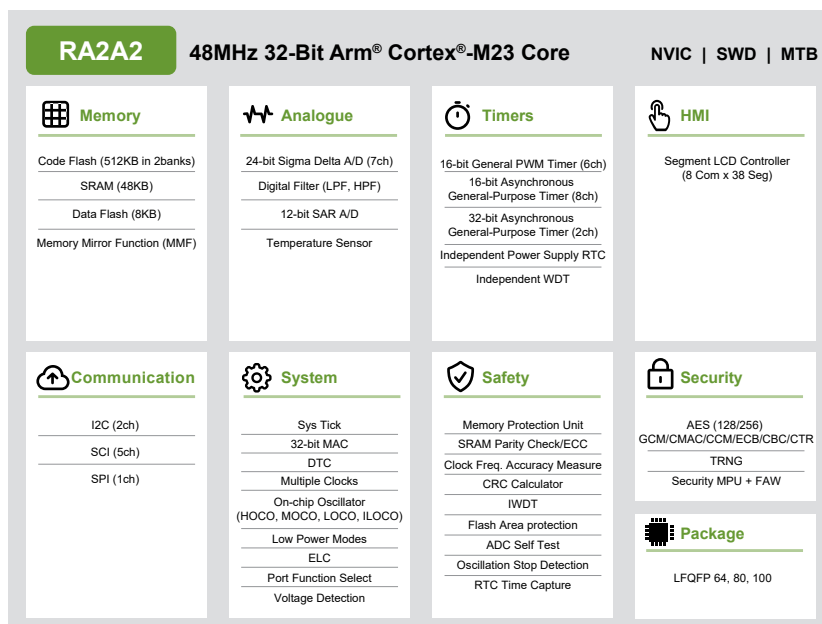 RA2A2
48MHz 32-Bit Arm® Cortex®-M23 Core
NVIC | SWD | MTB
Memory
Code Flash (512KB in 2banks)
SRAM (48KB)
Data Flash (8KB)
Memory Mirror Function (MMF)
Analogue
24-bit Sigma Delta A/D (7ch)
Digital Filter (LPF, HPF)
12-bit SAR A/D
Temperature Sensor
Timers
16-bit General PWM Timer (6ch)
16-bit Asynchronous
General-Purpose Timer (8ch)
32-bit Asynchronous
General-Purpose Timer (2ch)
Independent Power Supply RTC
Independent WDT
HMI
Segment LCD Controller
(8 Com x 38 Seg)
Communication
I2C (2ch)
SCI (5ch)
SPI (1ch)
System
Sys Tick
32-bit MAC
DTC
Multiple Clocks
On-chip Oscillator
(HOCO, MOCO, LOCO, ILOCO)
Low Power Modes
ELC
Port Function Select
Voltage Detection
Safety
Memory Protection Unit
SRAM Parity Check/ECC
Clock Freq. Accuracy Measure
CRC Calculator
IWDT
Flash Area protection
ADC Self Test
Oscillation Stop Detection
RTC Time Capture
Security
AES (128/256)
GCM/CMAC/CCM/ECB/CBC/CTR
TRNG
Security MPU + FAW
Package
LFQFP 64, 80, 100